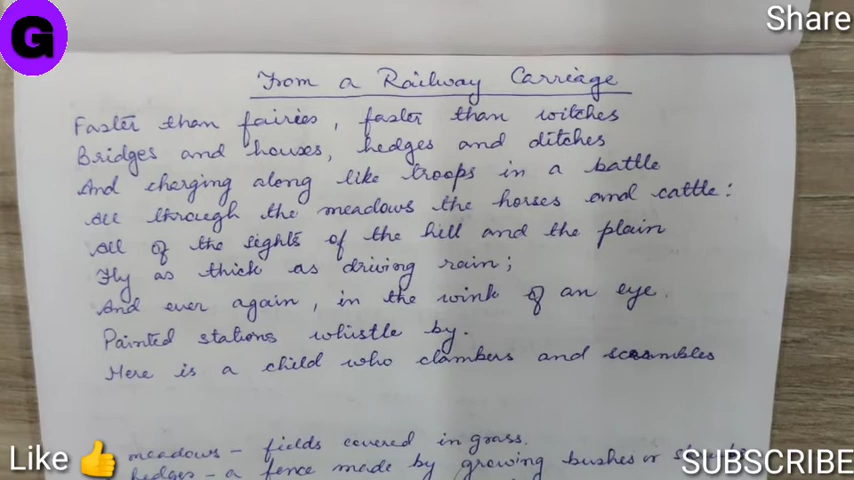 G
Share
From a Railway Carriage
Faster than fairies, faster than witches
Bridges and houses, hedges and ditches
And charging along like troops in a battle
All through the meadows the horses and cattle:
All of the sights of the hill and the plain
Fly as thick as driving rain;
And ever again, in the wink of an eye.
Painted stations whistle by.
Here is a child who clambers and scrambles
meadows - fields covered in grass.
hedges - a fence made by growing bushes or
Like 👍
SUBSCRIBE